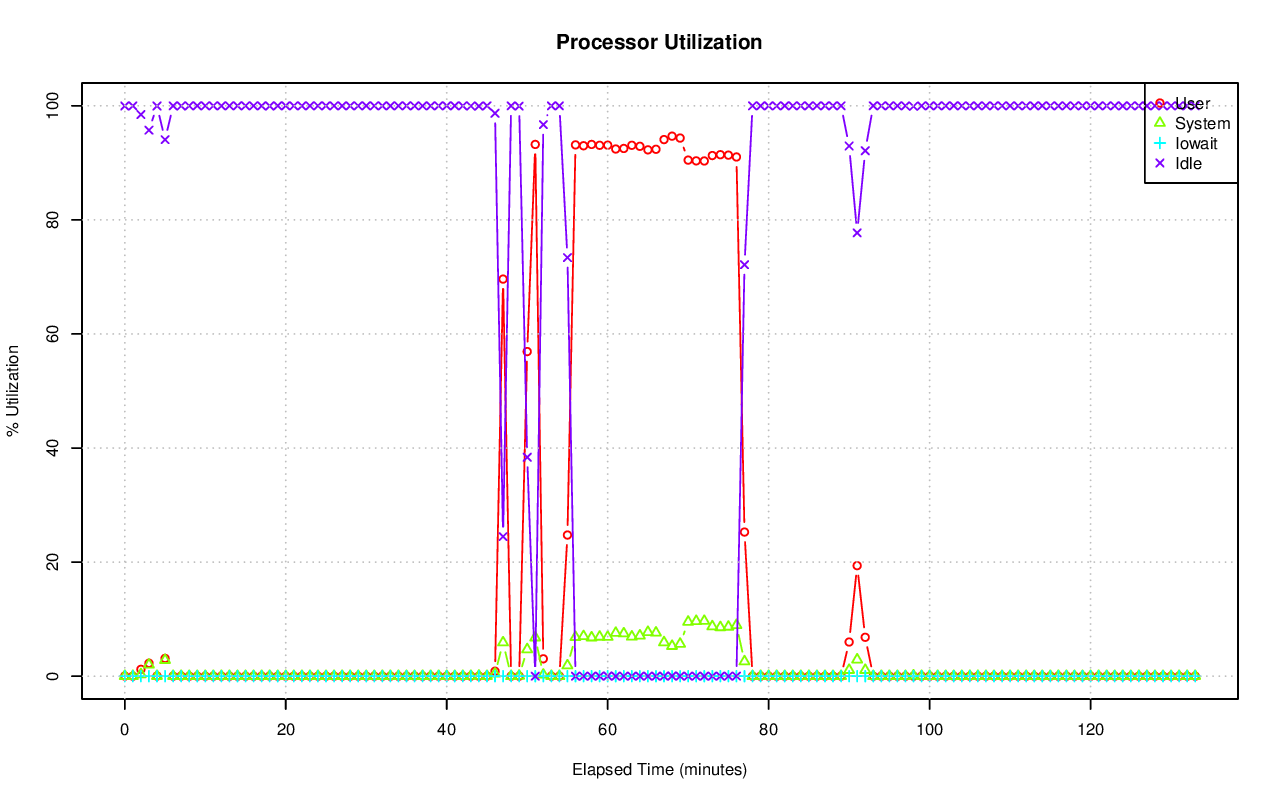 Processor Utilization
100
80
60
40
20
0
% Utilization
User
System
Iowait
Idle
0 20 40 60 80 100 120
Elapsed Time (minutes)